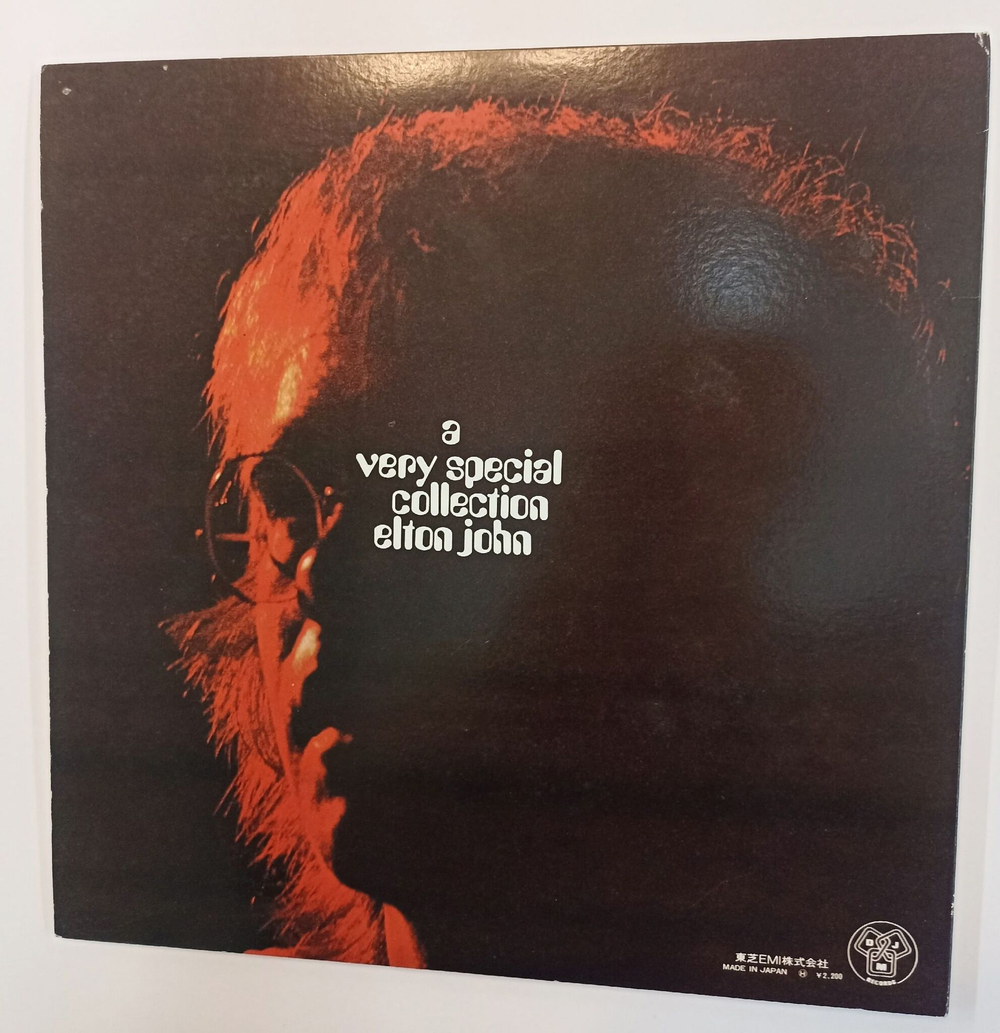 a
very special
collection
elton john
東芝EMI株式会社
MADE IN JAPAN Ⓗ ¥2,200
D J
M
RECORDS